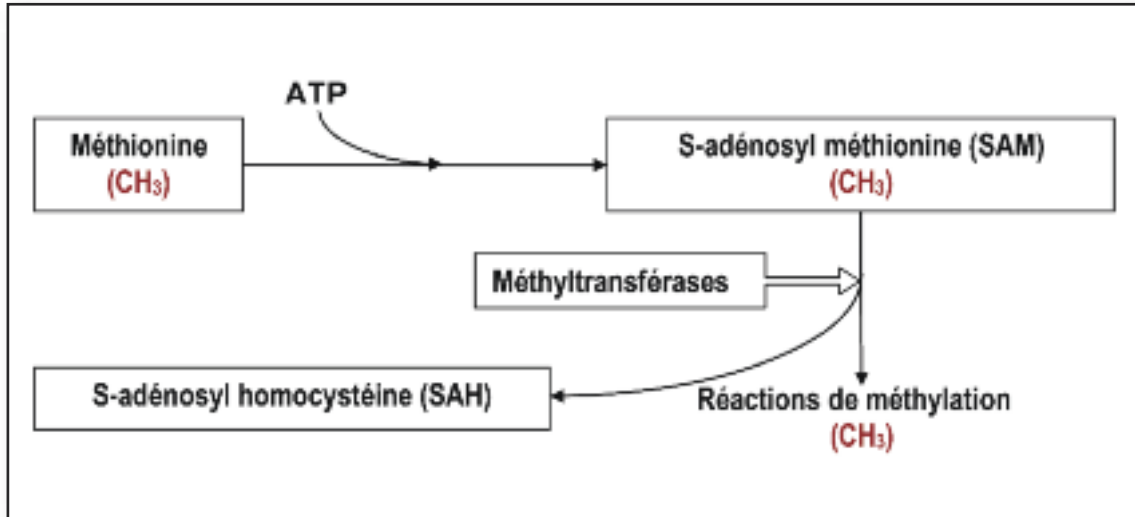 ATP
Méthionine
(CH₃)
S-adénosyl méthionine (SAM)
(CH₃)
Méthyltransférases
S-adénosyl homocystéine (SAH)
Réactions de méthylation
(CH₃)